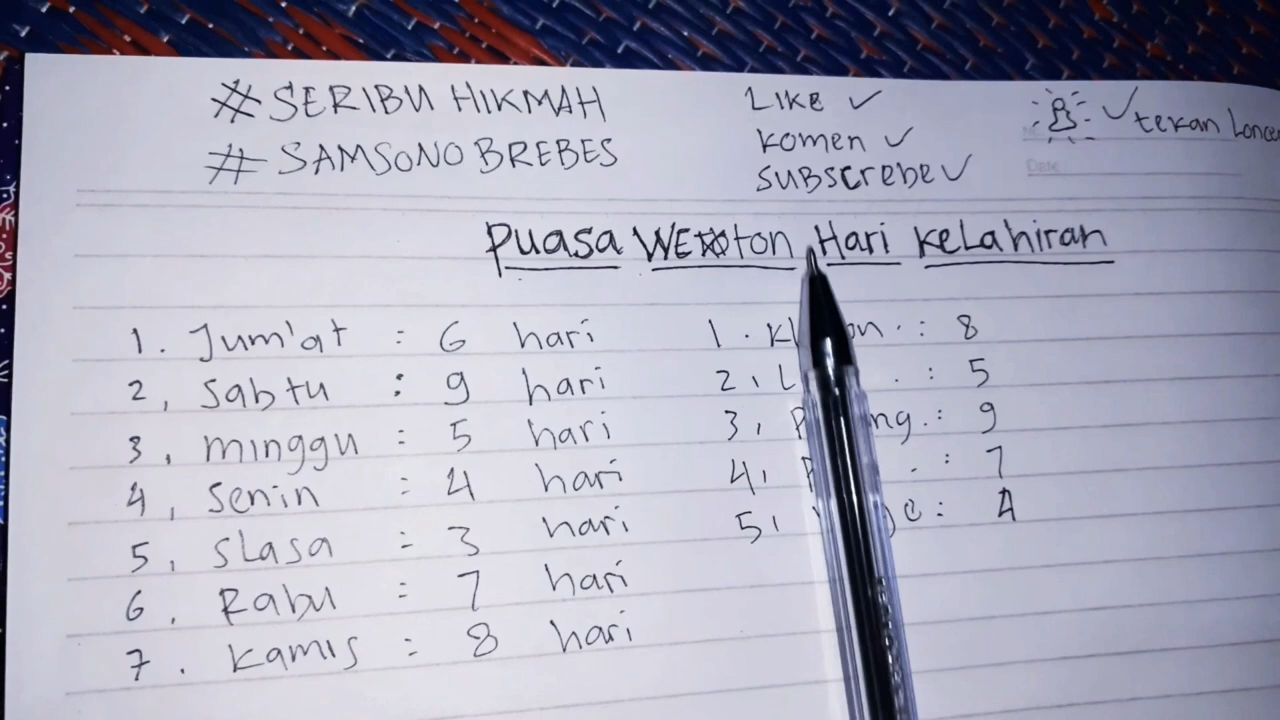 #SERIBU HIKMAH
#SAMSONO BREBES
LIKE ✓
Komen ✓
SUBSCREBE ✓
✓ tekan Lonce
Date
Puasa WEton Hari KELahiran
1. Jum'at : 6 hari
2, Sabtu : 9 hari
3, minggu : 5 hari
4, Senin : 4 hari
5, SLasa : 3 hari
6. Rabu : 7 hari
7. Kamis : 8 hari
1. : 8
2, : 5
3, : 9
4, : 7
5, : 4